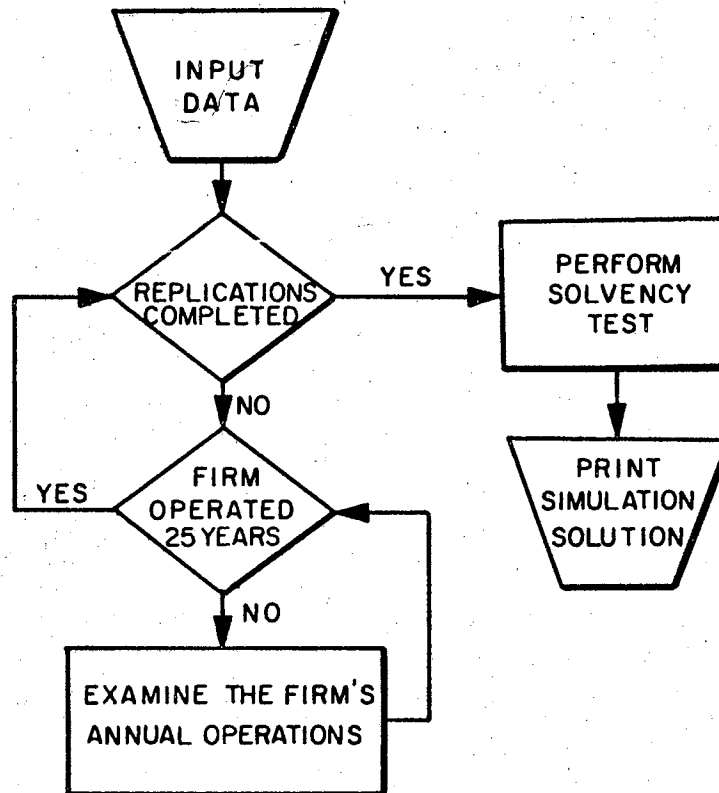 INPUT
DATA
REPLICATIONS
COMPLETED
YES
PERFORM
SOLVENCY
TEST
NO
FIRM
OPERATED
25 YEARS
YES
PRINT
SIMULATION
SOLUTION
NO
EXAMINE THE FIRM'S
ANNUAL OPERATIONS